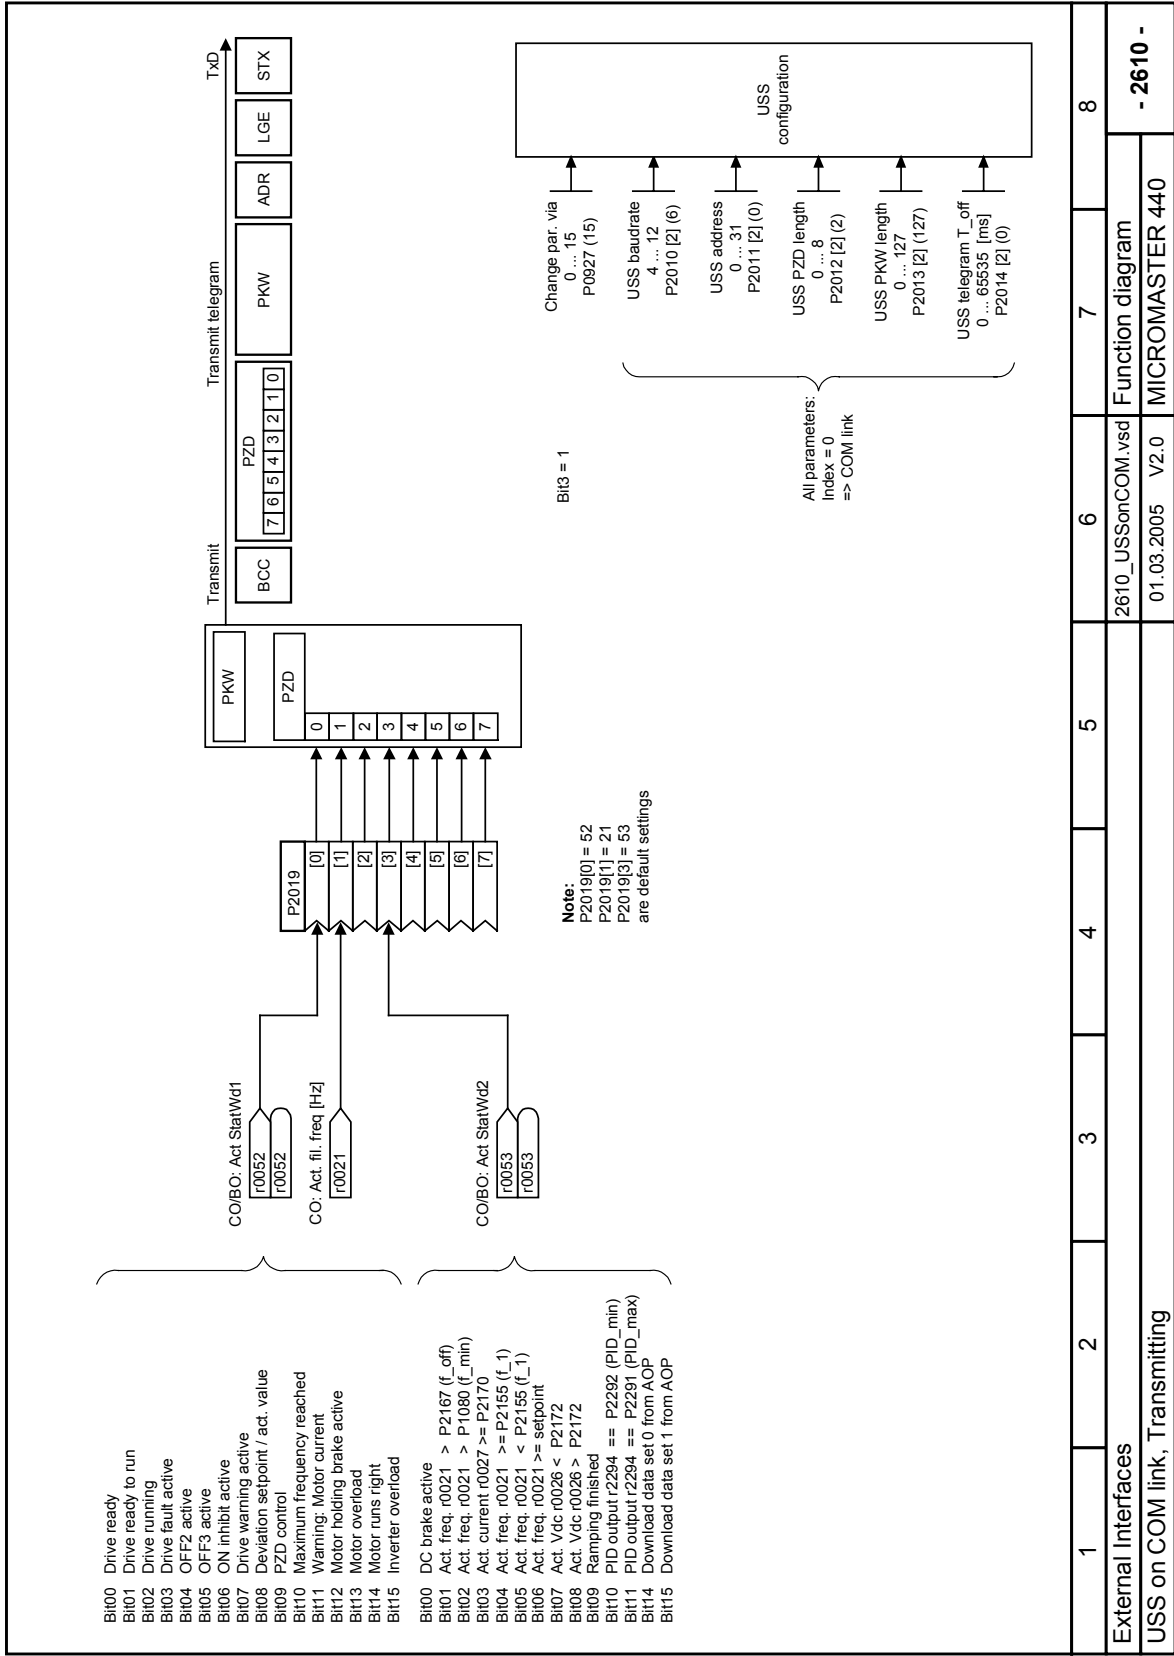 Bit00 Drive ready
Bit01 Drive ready to run
Bit02 Drive running
Bit03 Drive fault active
Bit04 OFF2 active
Bit05 OFF3 active
Bit06 ON inhibit active
Bit07 Drive warning active
Bit08 Deviation setpoint / act. value
Bit09 PZD control
Bit10 Maximum frequency reached
Bit11 Warning: Motor current
Bit12 Motor holding brake active
Bit13 Motor overload
Bit14 Motor runs right
Bit15 Inverter overload
Bit00 DC brake active
Bit01 Act. freq. r0021 > P2167 (f_off)
Bit02 Act. freq. r0021 > P1080 (f_min)
Bit03 Act. current r0027 >= P2170
Bit04 Act. freq. r0021 >= P2155 (f_1)
Bit05 Act. freq. r0021 < P2155 (f_1)
Bit06 Act. freq. r0021 >= setpoint
Bit07 Act. Vdc r0026 < P2172
Bit08 Act. Vdc r0026 > P2172
Bit09 Ramping finished
Bit10 PID output r2294 == P2292 (PID_min)
Bit11 PID output r2294 == P2291 (PID_max)
Bit14 Download data set 0 from AOP
Bit15 Download data set 1 from AOP
CO/BO: Act StatWd1
r0052
r0052
CO: Act. fil. freq [Hz]
r0021
CO/BO: Act StatWd2
r0053
r0053
P2019
[0]
[1]
[2]
[3]
[4]
[5]
[6]
[7]
Note:
P2019[0] = 52
P2019[1] = 21
P2019[3] = 53
are default settings
PKW
PZD
0
1
2
3
4
5
6
7
Transmit
Transmit telegram
TxD
BCC
PZD
7 6 5 4 3 2 1 0
PKW
ADR
LGE
STX
Bit3 = 1
All parameters:
Index = 0
=> COM link
Change par. via
0 ... 15
P0927 (15)
USS baudrate
4 ... 12
P2010 [2] (6)
USS address
0 ... 31
P2011 [2] (0)
USS PZD length
0 ... 8
P2012 [2] (2)
USS PKW length
0 ... 127
P2013 [2] (127)
USS telegram T_off
0 ... 65535 [ms]
P2014 [2] (0)
USS
configuration
1 2 3 4 5 6 7 8
External Interfaces
2610_USSonCOM.vsd
Function diagram
- 2610 -
USS on COM link, Transmitting
01.03.2005 V2.0
MICROMASTER 440